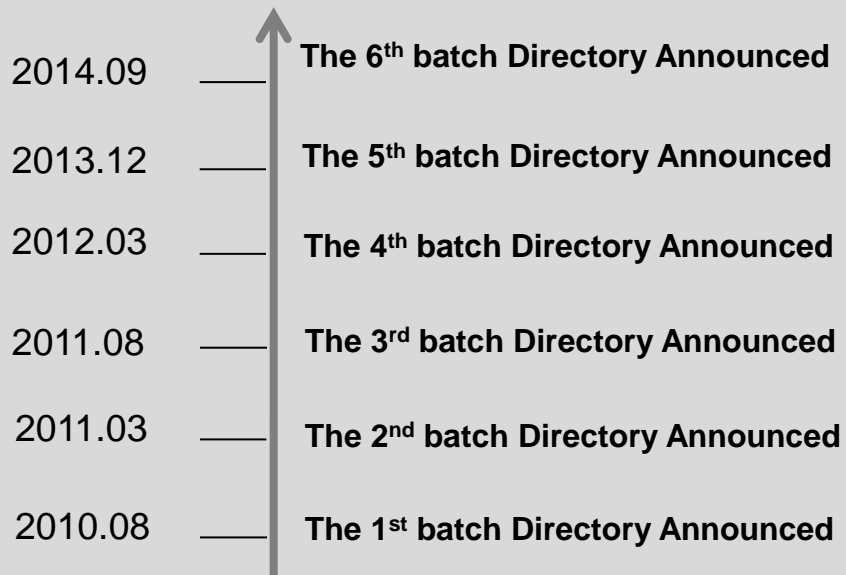 2014.09 The 6th batch Directory Announced
2013.12 The 5th batch Directory Announced
2012.03 The 4th batch Directory Announced
2011.08 The 3rd batch Directory Announced
2011.03 The 2nd batch Directory Announced
2010.08 The 1st batch Directory Announced